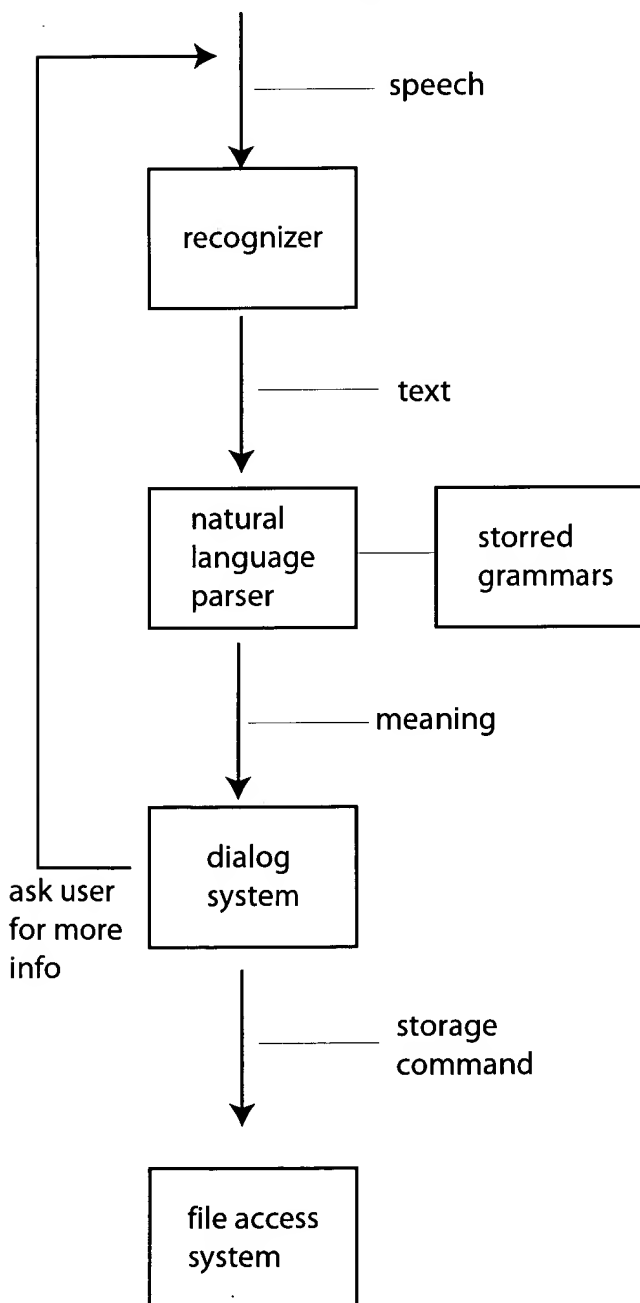 speech
recognizer
text
natural
language
parser
storred
grammars
meaning
dialog
system
ask user
for more
info
storage
command
file access
system